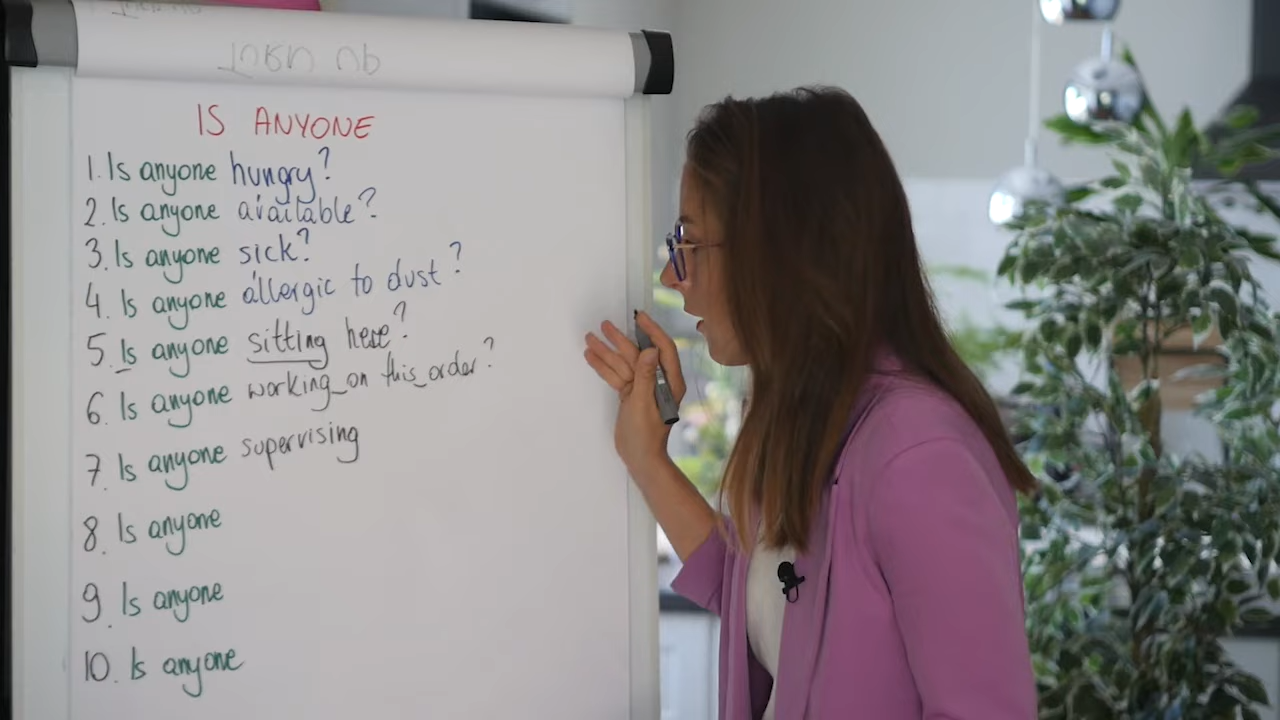 IS ANYONE
1. Is anyone hungry?
2. Is anyone available?
3. Is anyone sick?
4. Is anyone allergic to dust?
5. Is anyone sitting here?
6. Is anyone working on this order?
7. Is anyone supervising
8. Is anyone
9. Is anyone
10. Is anyone